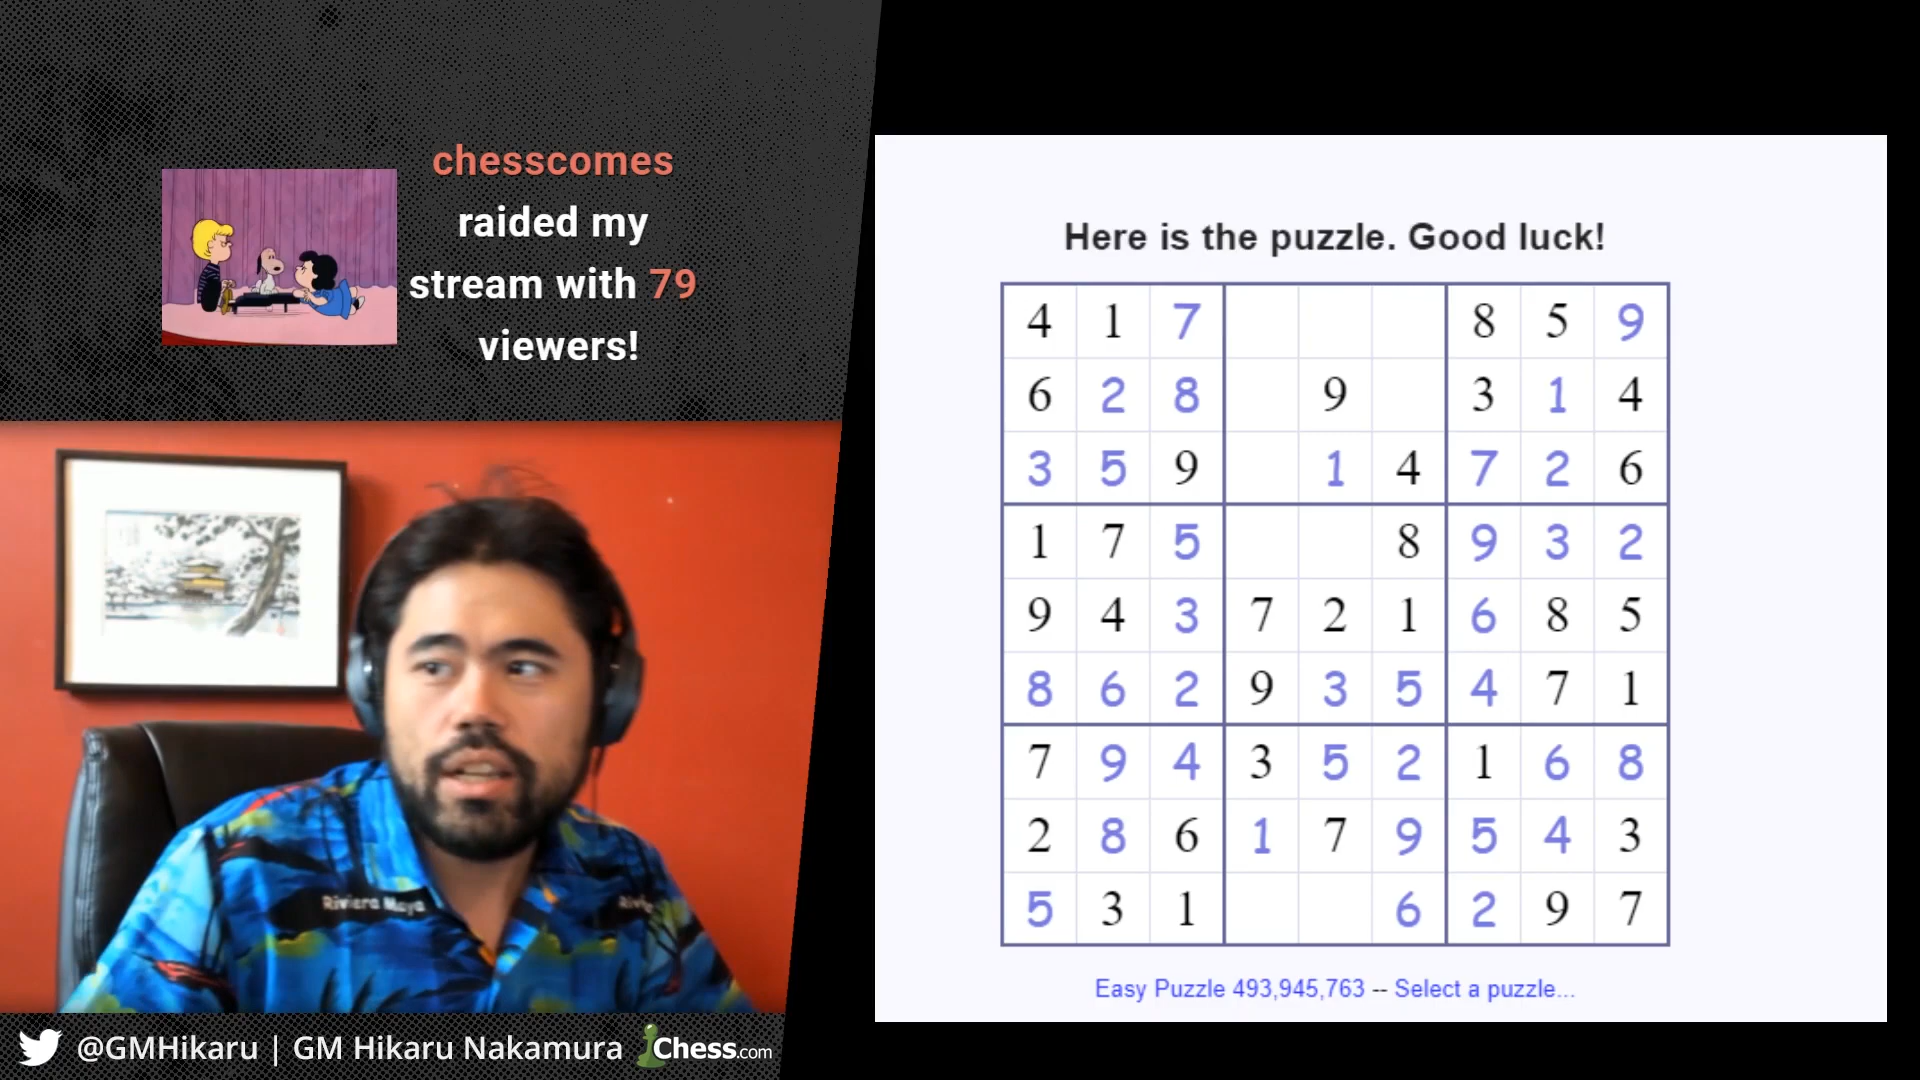 chesscomes
raided my
stream with 79
viewers!
Riviera Maya
@GMHikaru | GM Hikaru Nakamura Chess.com
Here is the puzzle. Good luck!
4 1 7 8 5 9
6 2 8 9 3 1 4
3 5 9 1 4 7 2 6
1 7 5 8 9 3 2
9 4 3 7 2 1 6 8 5
8 6 2 9 3 5 4 7 1
7 9 4 3 5 2 1 6 8
2 8 6 1 7 9 5 4 3
5 3 1 6 2 9 7
Easy Puzzle 493,945,763 -- Select a puzzle...